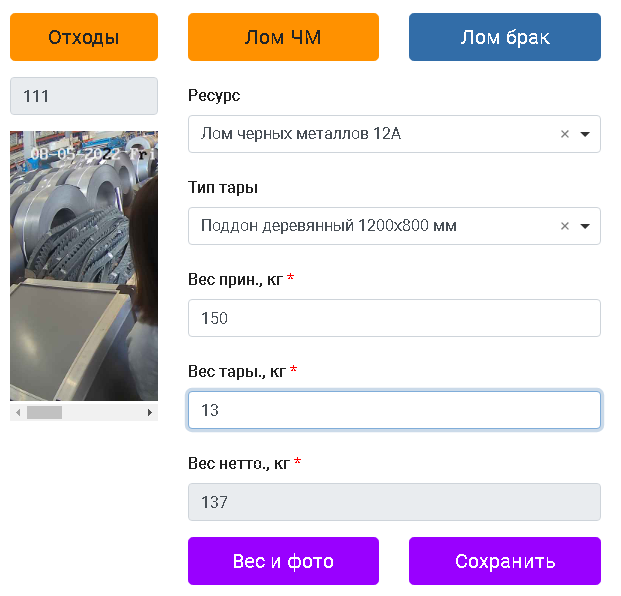 Отходы
Лом ЧМ
Лом брак
111
08-05-2022 Fri
Ресурс
Лом черных металлов 12А
Тип тары
Поддон деревянный 1200х800 мм
Вес прин., кг *
150
Вес тары., кг *
13
Вес нетто., кг *
137
Вес и фото
Сохранить